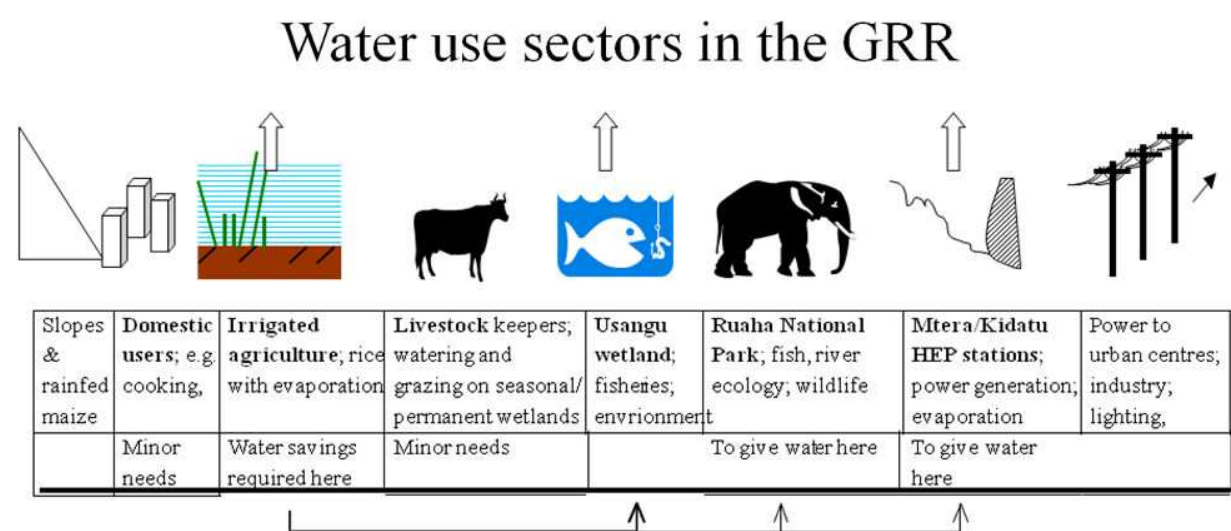 Water use sectors in the GRR
Slopes
&
rainfed
maize
Domestic
users; e.g.
cooking,
Irrigated
agriculture; rice
with evaporation
Livestock keepers;
watering and
grazing on seasonal/
permanent wetlands
Usangu
wetland;
fisheries;
envrionment
Ruaha National
Park; fish, river
ecology; wildlife
Mtera/Kidatu
HEP stations;
power generation;
evaporation
Power to
urban centres;
industry;
lighting,
Minor
needs
Water savings
required here
Minor needs
To give water here
To give water
here